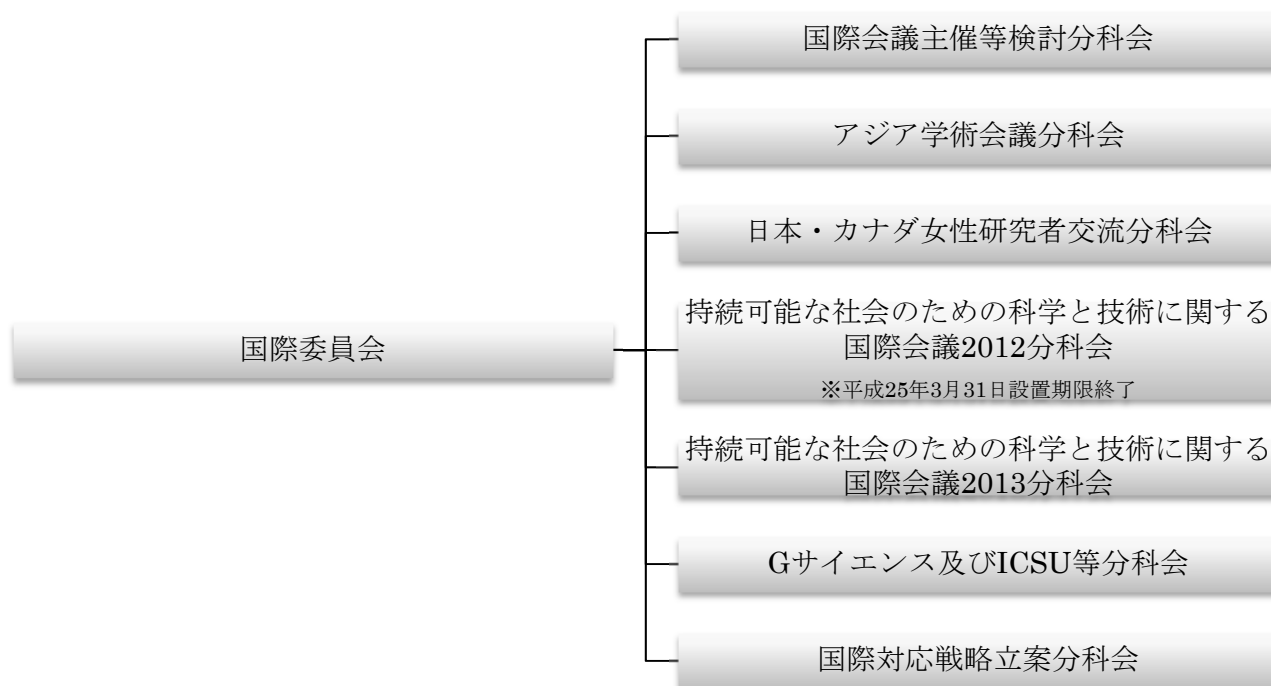 国際会議主催等検討分科会
アジア学術会議分科会
日本・カナダ女性研究者交流分科会
持続可能な社会のための科学と技術に関する
国際会議2012分科会
※平成25年3月31日設置期限終了
国際委員会
持続可能な社会のための科学と技術に関する
国際会議2013分科会
Gサイエンス及びICSU等分科会
国際対応戦略立案分科会